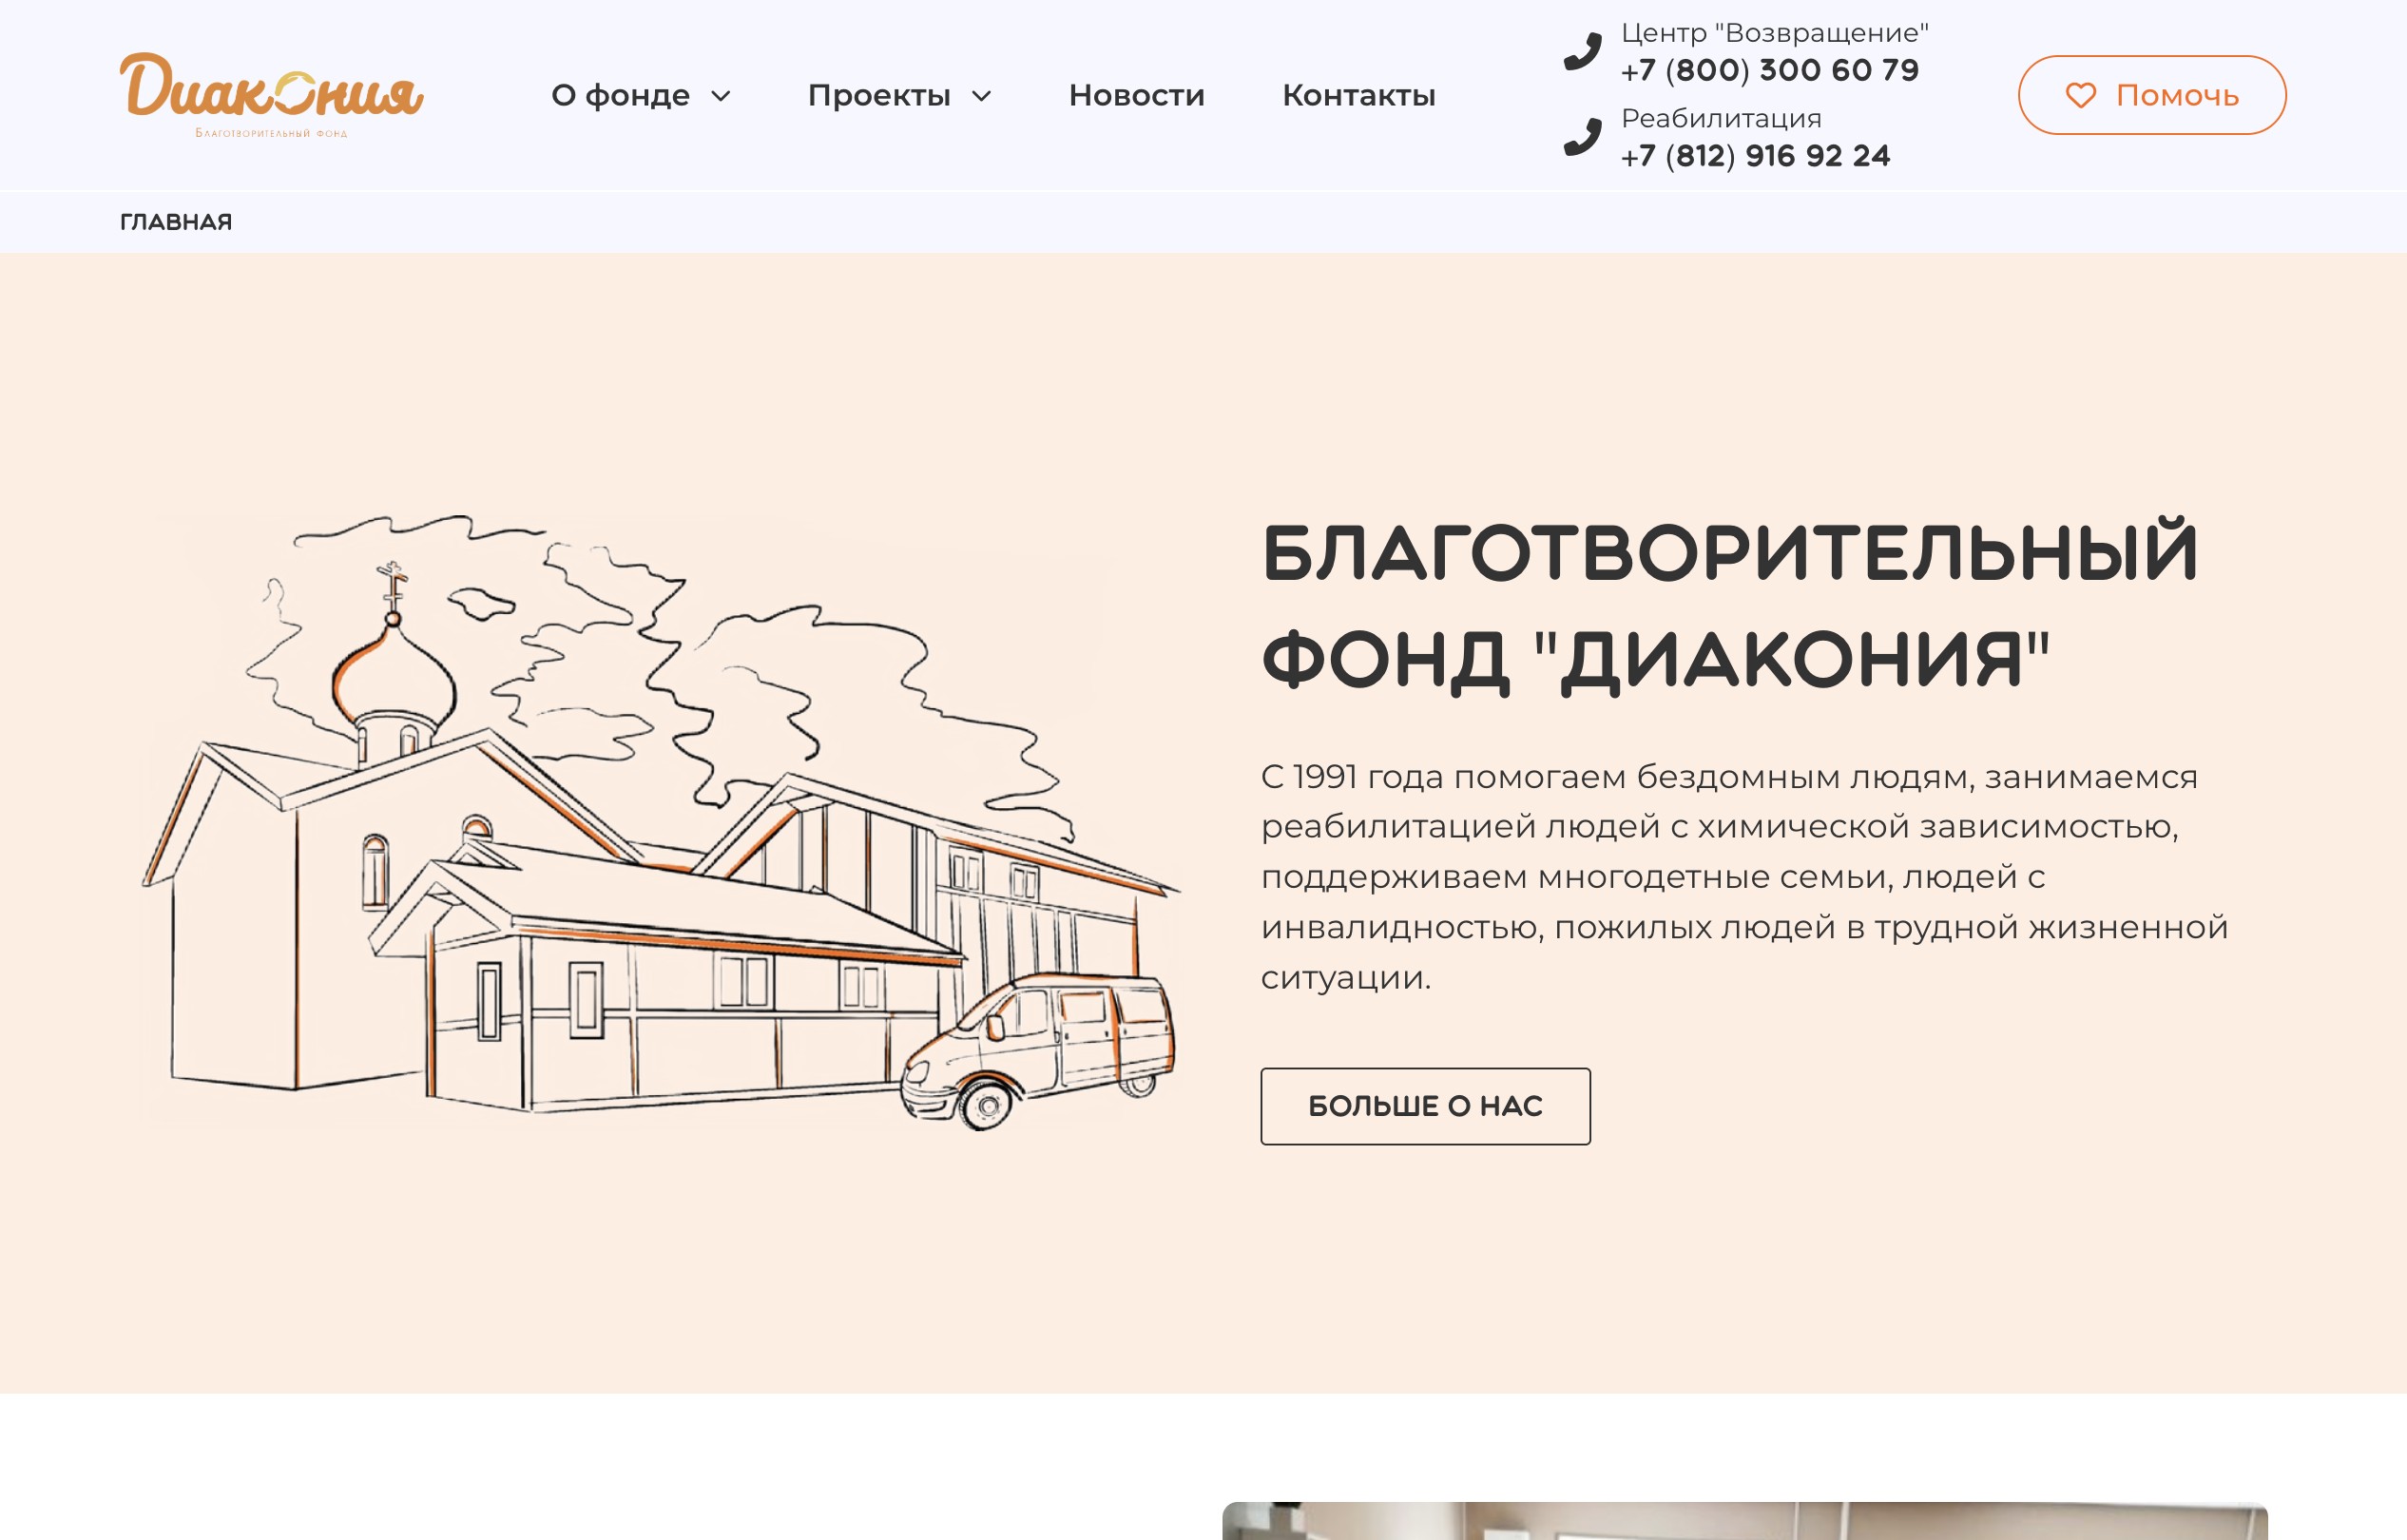 Диакония
Благотворительный фонд
О фонде
Проекты
Новости
Контакты
Центр "Возвращение"
+7 (800) 300 60 79
Реабилитация
+7 (812) 916 92 24
Помочь
ГЛАВНАЯ
БЛАГОТВОРИТЕЛЬНЫЙ
ФОНД "ДИАКОНИЯ"
С 1991 года помогаем бездомным людям, занимаемся
реабилитацией людей с химической зависимостью,
поддерживаем многодетные семьи, людей с
инвалидностью, пожилых людей в трудной жизненной
ситуации.
БОЛЬШЕ О НАС